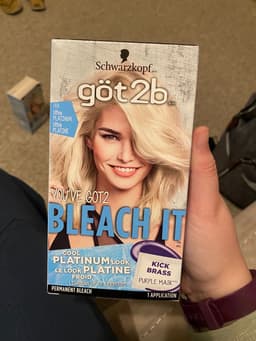 Schwarzkopf
göt2b
ULTRA
PLATINUM
ULTRA
PLATINE
YOU'VE GOT2
BLEACH IT
COOL
PLATINUM LOOK
LE LOOK PLATINE
FROID
KICK
BRASS
PURPLE MASK
PERMANENT BLEACH
1 APPLICATION